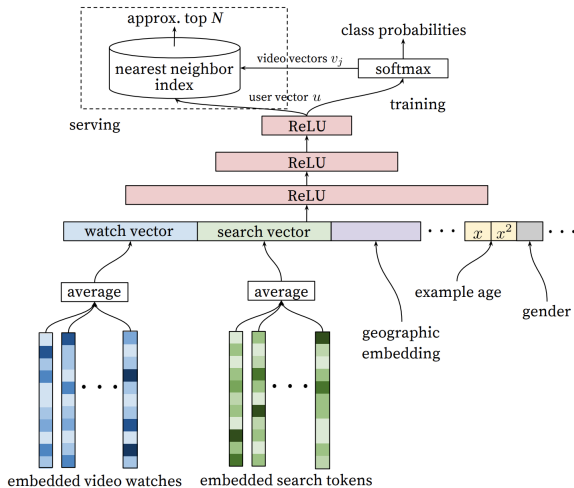 approx. top N
class probabilities
nearest neighbor
index
video vectors v_j
softmax
user vector u
serving
training
ReLU
ReLU
ReLU
watch vector
search vector
x
x²
average
average
example age
gender
geographic
embedding
embedded video watches
embedded search tokens